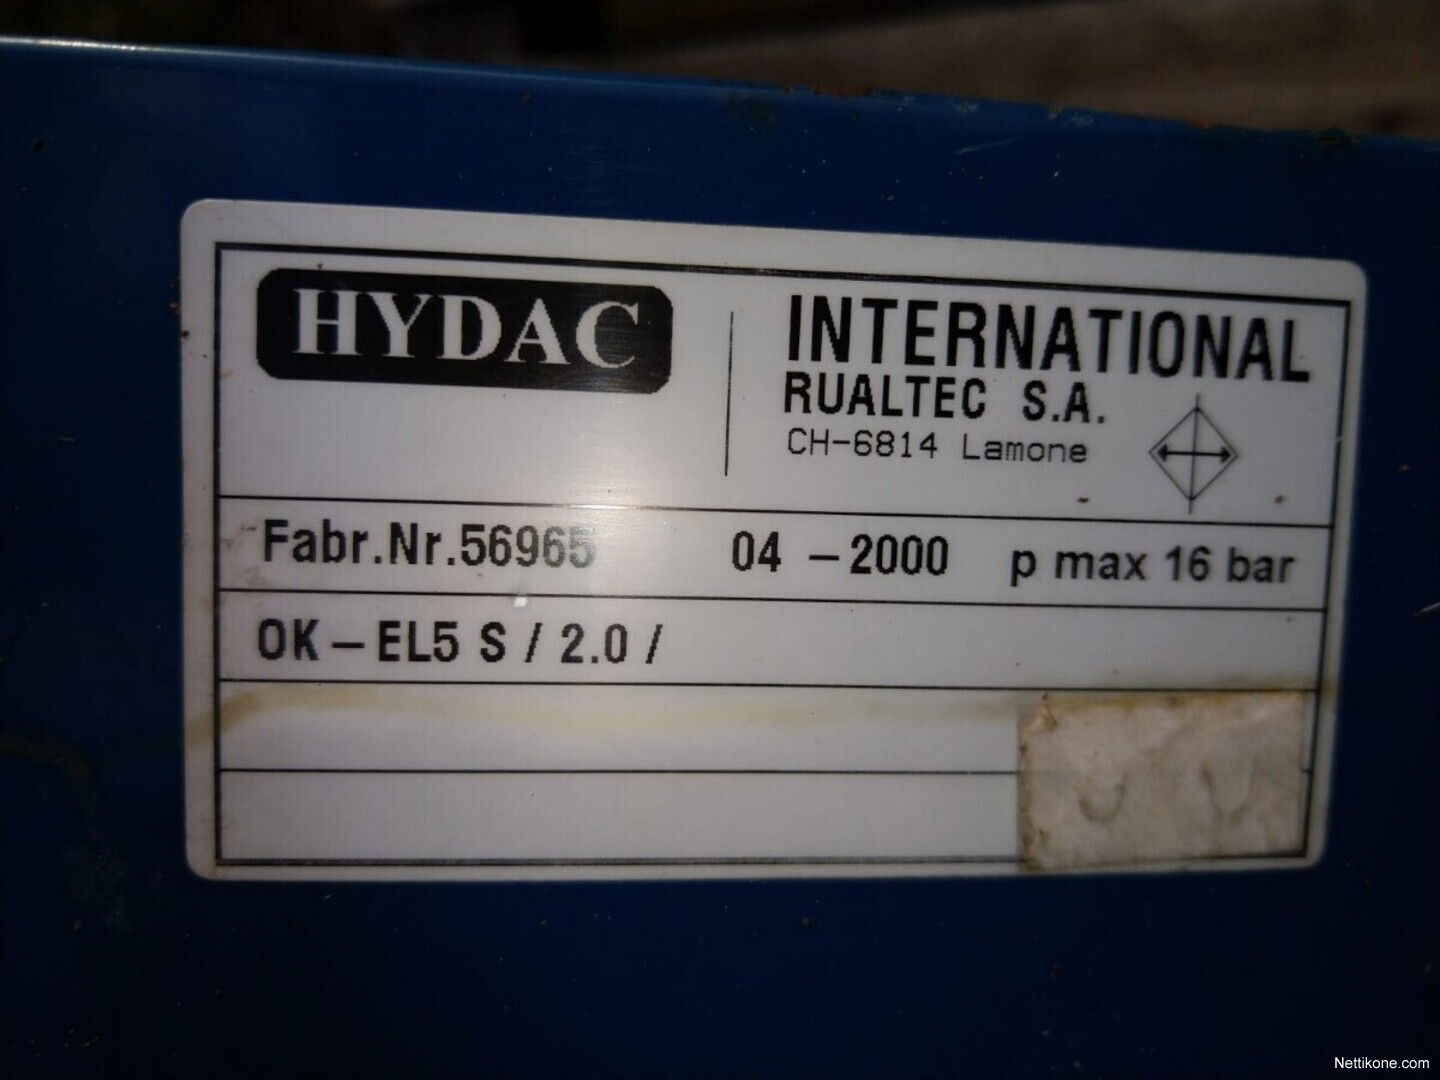 HYDAC
INTERNATIONAL
RUALTEC S.A.
CH-6814 Lamone
Fabr.Nr.56965 04 – 2000 p max 16 bar
OK – EL5 S / 2.0 /
Nettikone.com